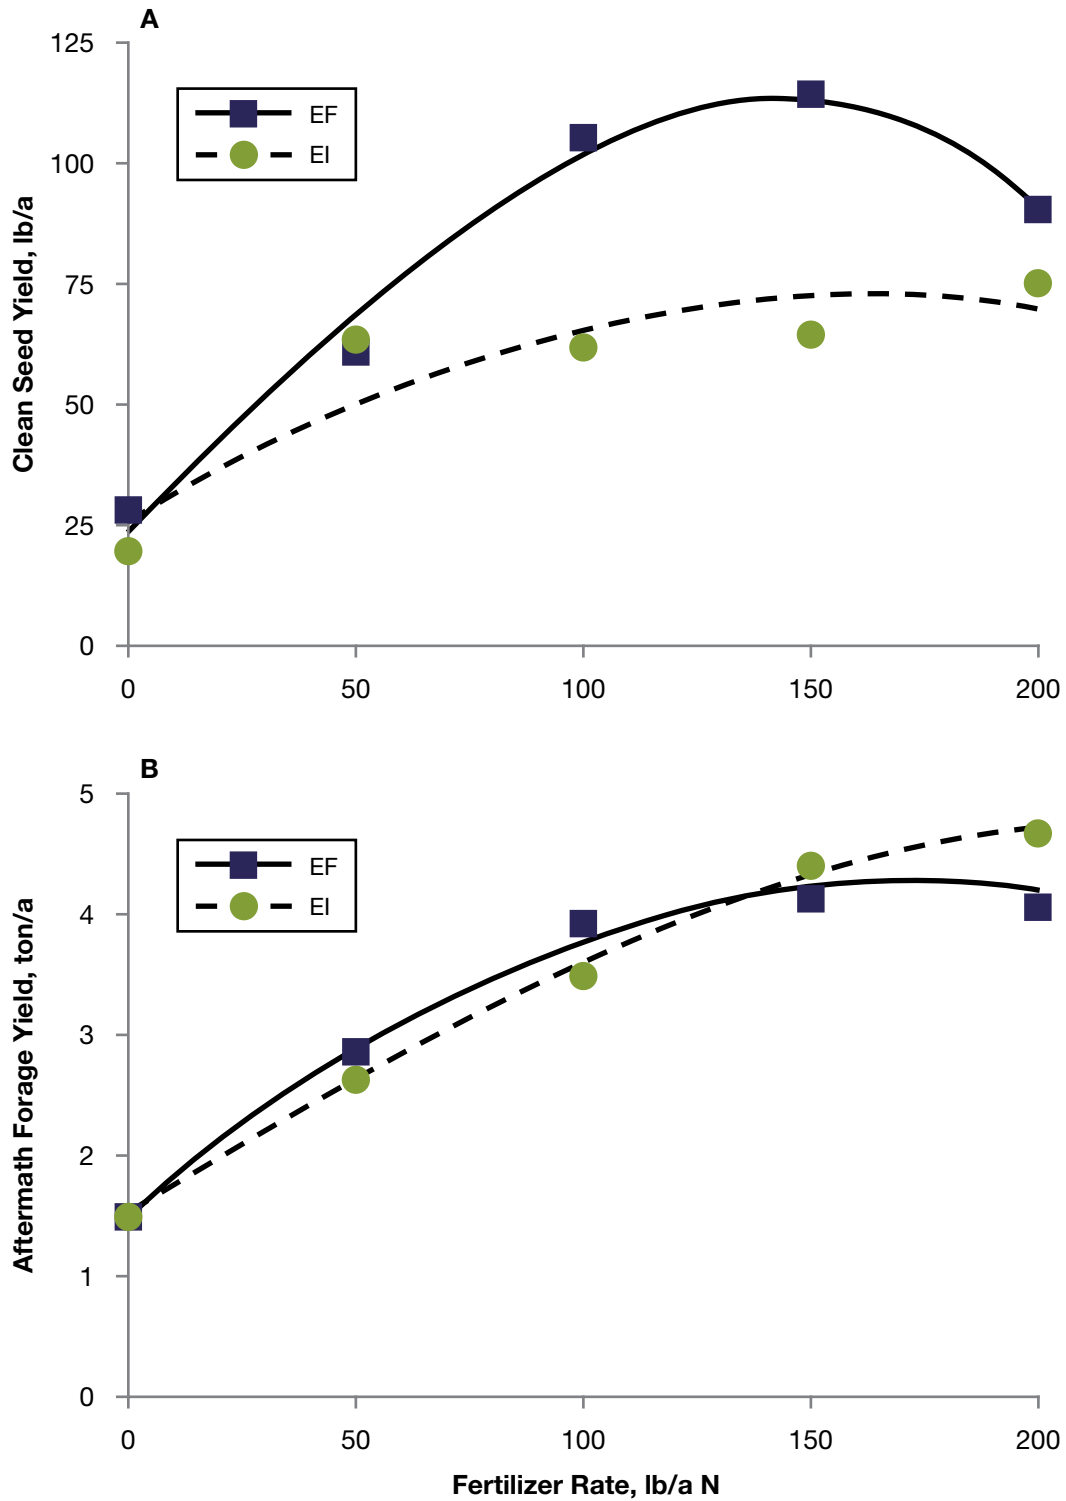 A
125
100
75
50
25
0
Clean Seed Yield, lb/a
EF
EI
0 50 100 150 200
B
5
4
3
2
1
0
Aftermath Forage Yield, ton/a
EF
EI
0 50 100 150 200
Fertilizer Rate, lb/a N